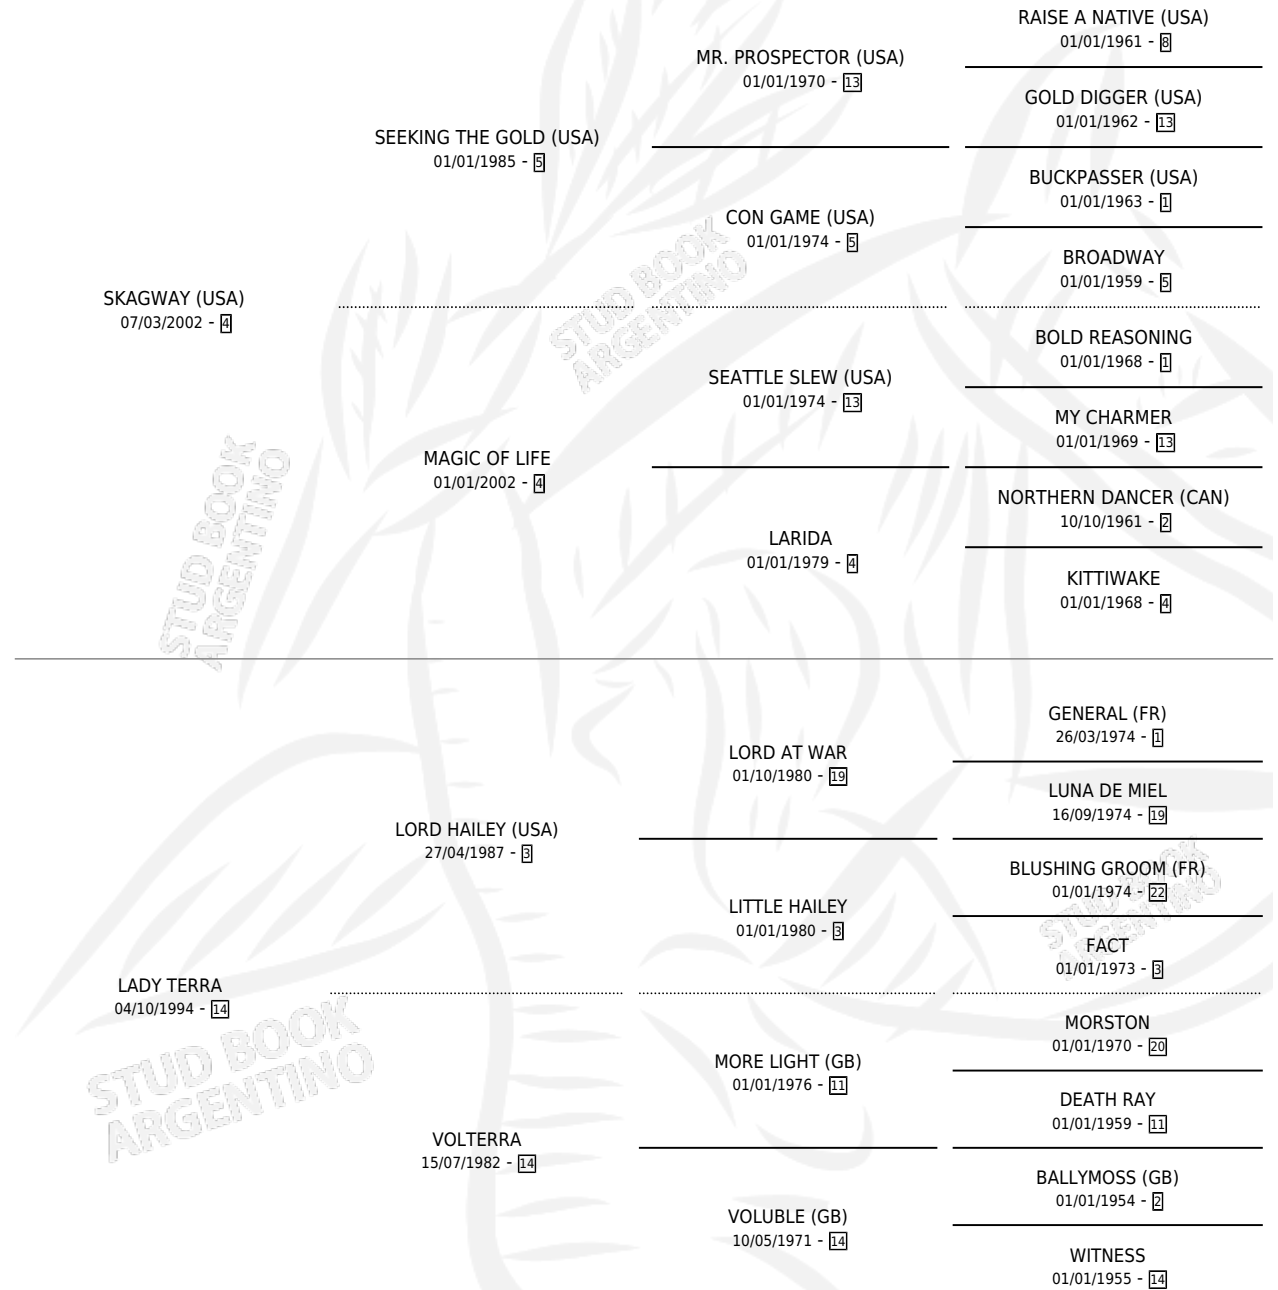 RAISE A NATIVE (USA)
01/01/1961 - 8
MR. PROSPECTOR (USA)
01/01/1970 - 13
GOLD DIGGER (USA)
01/01/1962 - 13
SEEKING THE GOLD (USA)
01/01/1985 - 5
BUCKPASSER (USA)
01/01/1963 - 1
CON GAME (USA)
01/01/1974 - 5
BROADWAY
01/01/1959 - 5
SKAGWAY (USA)
07/03/2002 - 4
BOLD REASONING
01/01/1968 - 1
SEATTLE SLEW (USA)
01/01/1974 - 13
MY CHARMER
01/01/1969 - 13
MAGIC OF LIFE
01/01/2002 - 4
NORTHERN DANCER (CAN)
10/10/1961 - 2
LARIDA
01/01/1979 - 4
KITTIWAKE
01/01/1968 - 4
GENERAL (FR)
26/03/1974 - 1
LORD AT WAR
01/10/1980 - 19
LUNA DE MIEL
16/09/1974 - 19
LORD HAILEY (USA)
27/04/1987 - 3
BLUSHING GROOM (FR)
01/01/1974 - 22
LITTLE HAILEY
01/01/1980 - 3
FACT
01/01/1973 - 3
LADY TERRA
04/10/1994 - 14
MORSTON
01/01/1970 - 20
MORE LIGHT (GB)
01/01/1976 - 11
DEATH RAY
01/01/1959 - 11
VOLTERRA
15/07/1982 - 14
BALLYMOSS (GB)
01/01/1954 - 2
VOLUBLE (GB)
10/05/1971 - 14
WITNESS
01/01/1955 - 14
STUD BOOK
ARGENTINO
STUD BOOK
ARGENTINO
STUD BOOK
ARGENTINO
STUD BOOK
ARGENTINO